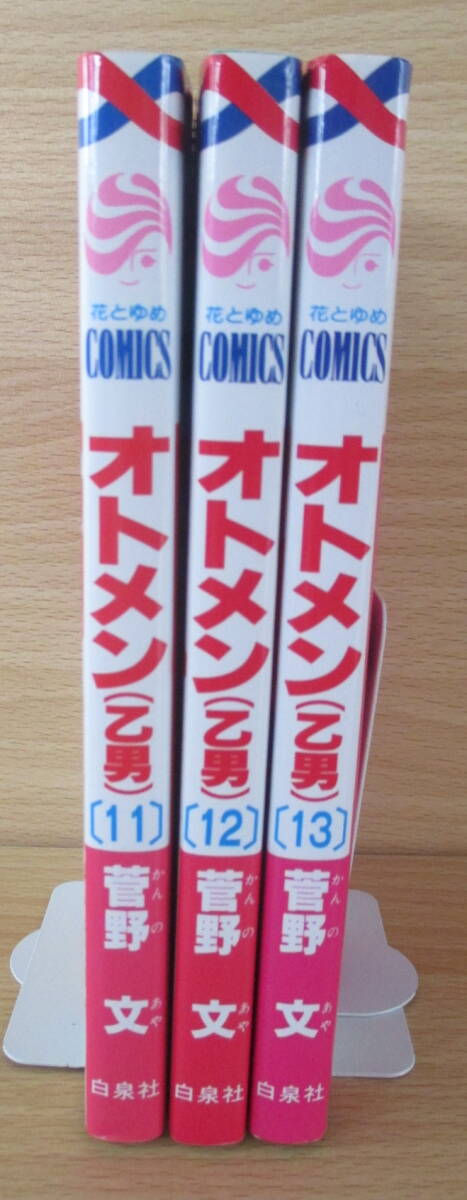 花とゆめ
COMICS
オトメン(乙男)
〔11〕
菅野 文
かんの あや
白泉社
花とゆめ
COMICS
オトメン(乙男)
〔12〕
菅野 文
かんの あや
白泉社
花とゆめ
COMICS
オトメン(乙男)
〔13〕
菅野 文
かんの あや
白泉社